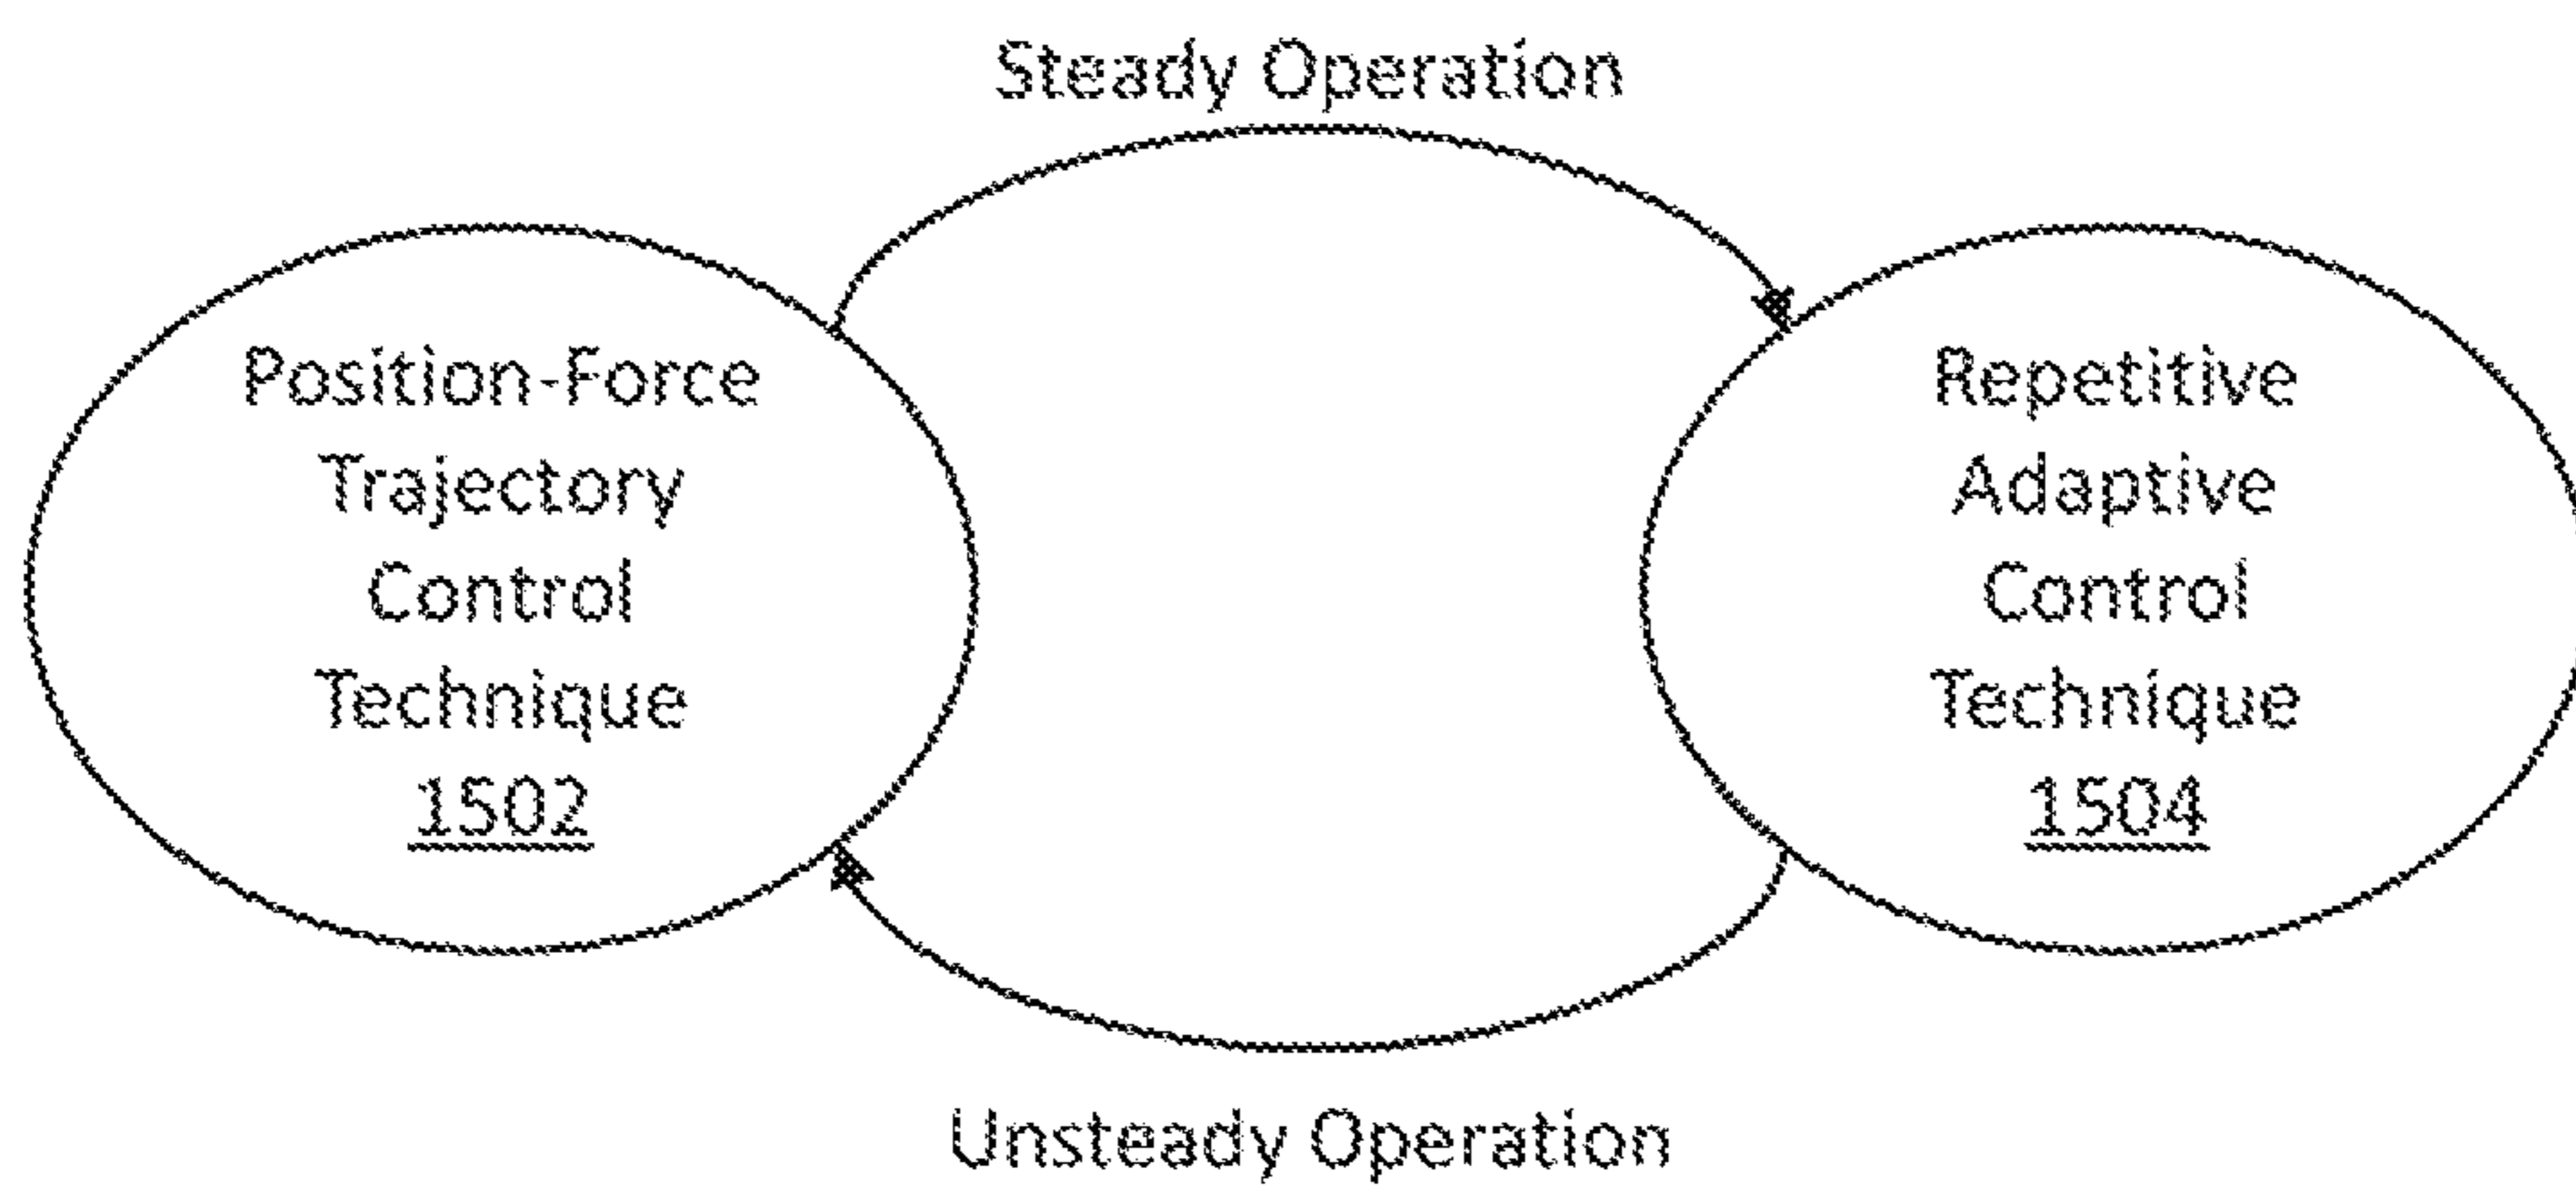 Steady Operation
Position-Force
Trajectory
Control
Technique
1502
Repetitive
Adaptive
Control
Technique
1504
Unsteady Operation